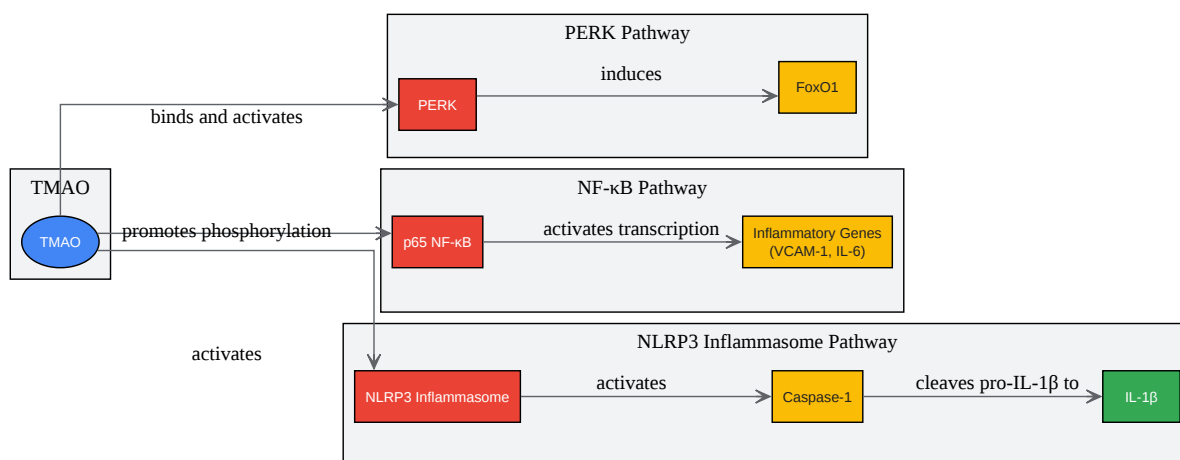 PERK Pathway
induces
PERK
FoxO1
binds and activates
TMAO
NF-κB Pathway
TMAO
promotes phosphorylation
p65 NF-κB
activates transcription
Inflammatory Genes
(VCAM-1, IL-6)
NLRP3 Inflammasome Pathway
activates
NLRP3 Inflammasome
activates
Caspase-1
cleaves pro-IL-1β to
IL-1β